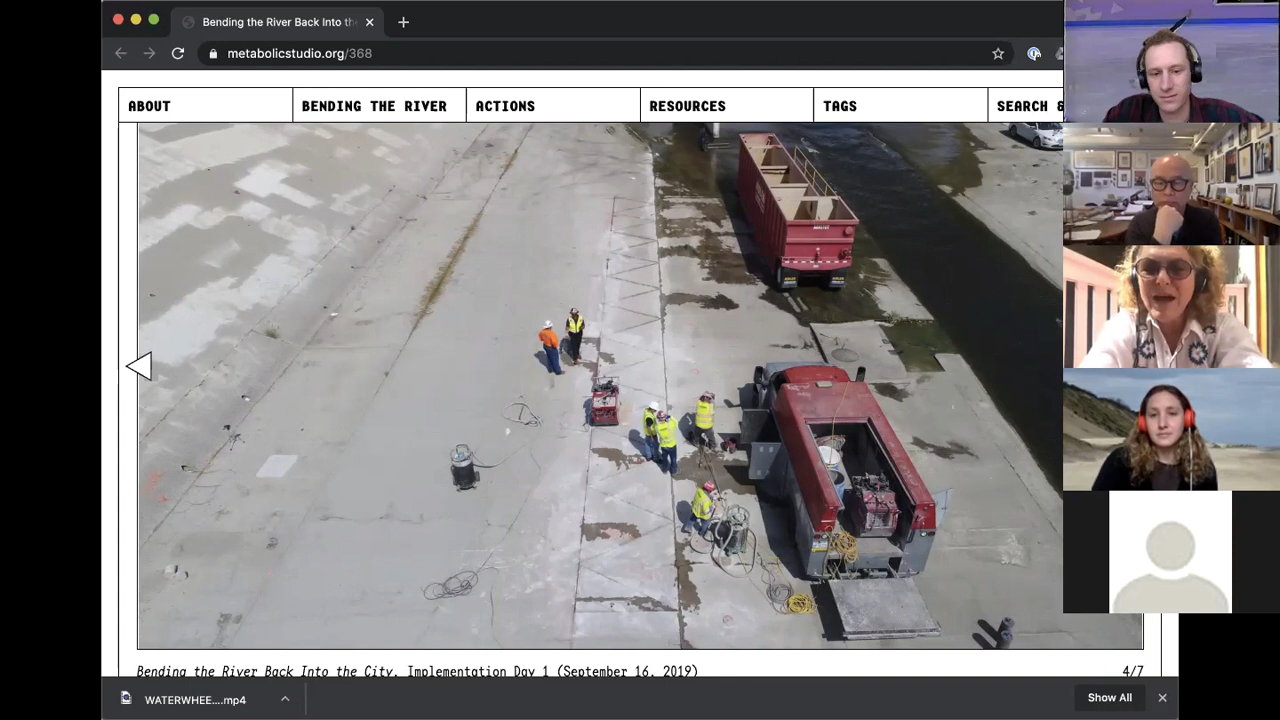 Bending the River Back Into th
metabolicstudio.org/368
ABOUT
BENDING THE RIVER
ACTIONS
RESOURCES
TAGS
SEARCH &
Bending the River Back Into the City, Implementation Day 1 (September 16, 2019)
4/7
WATERWHEE....mp4
Show All